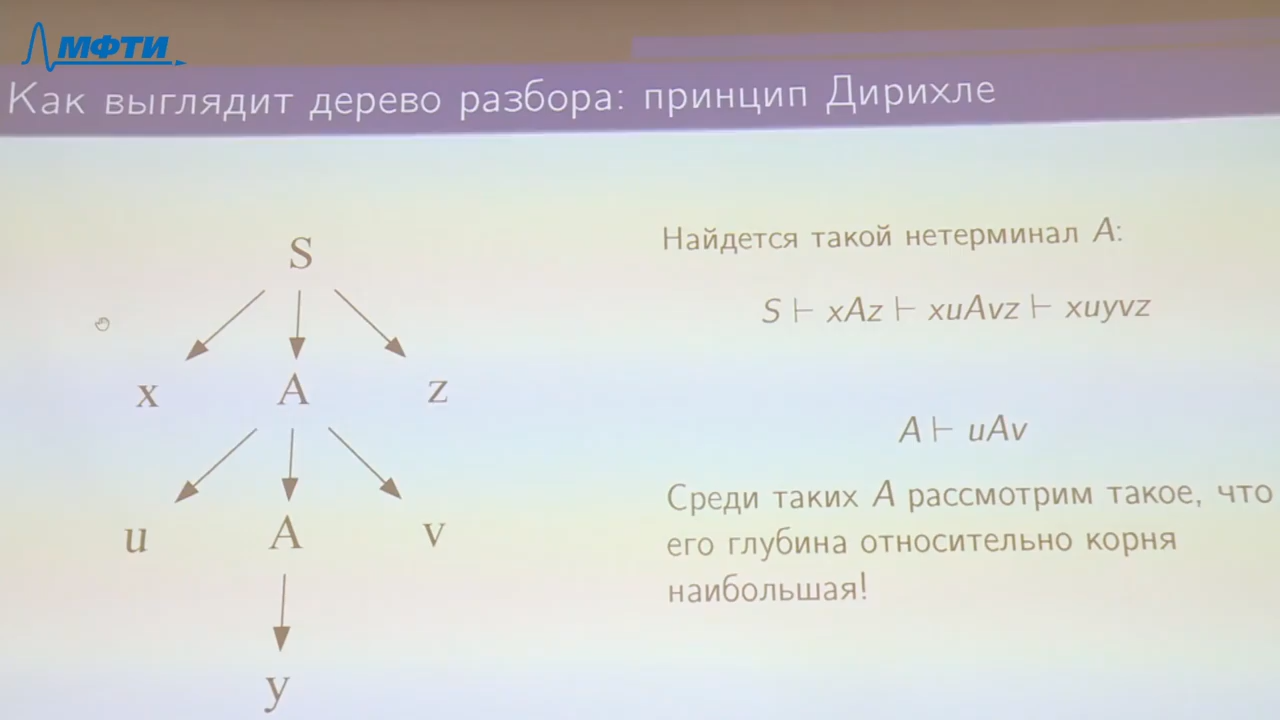 МФТИ
Как выглядит дерево разбора: принцип Дирихле
S
x A z
u A v
y
Найдется такой нетерминал A:
S ⊢ xAz ⊢ xuAvz ⊢ xuyvz
A ⊢ uAv
Среди таких A рассмотрим такое, что
его глубина относительно корня
наибольшая!